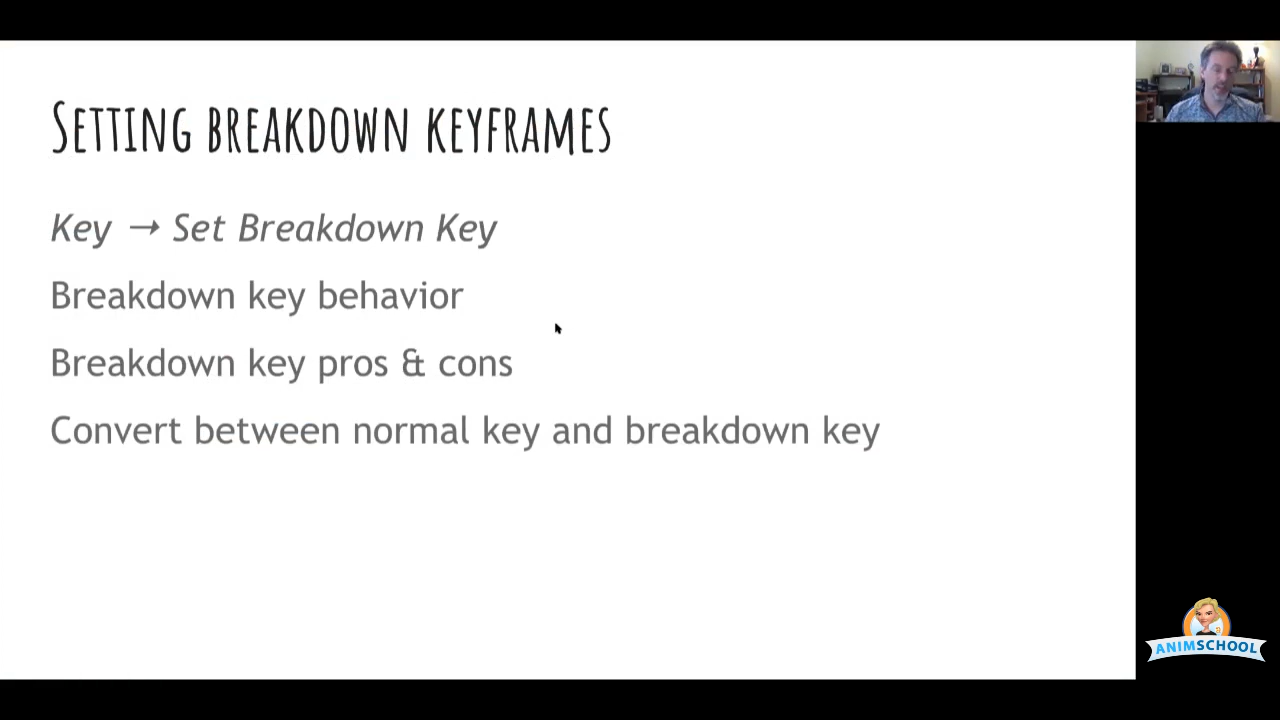 SETTING BREAKDOWN KEYFRAMES
Key → Set Breakdown Key
Breakdown key behavior
Breakdown key pros & cons
Convert between normal key and breakdown key
ANIMSCHOOL